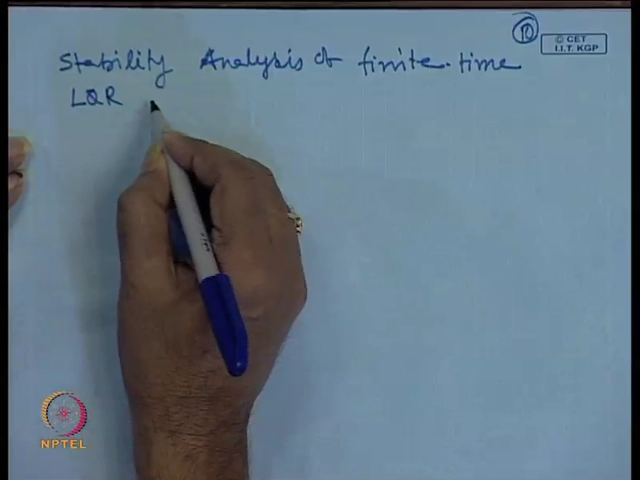 10
© CET
I.I.T. KGP
Stability Analysis of finite-time
LQR
NPTEL